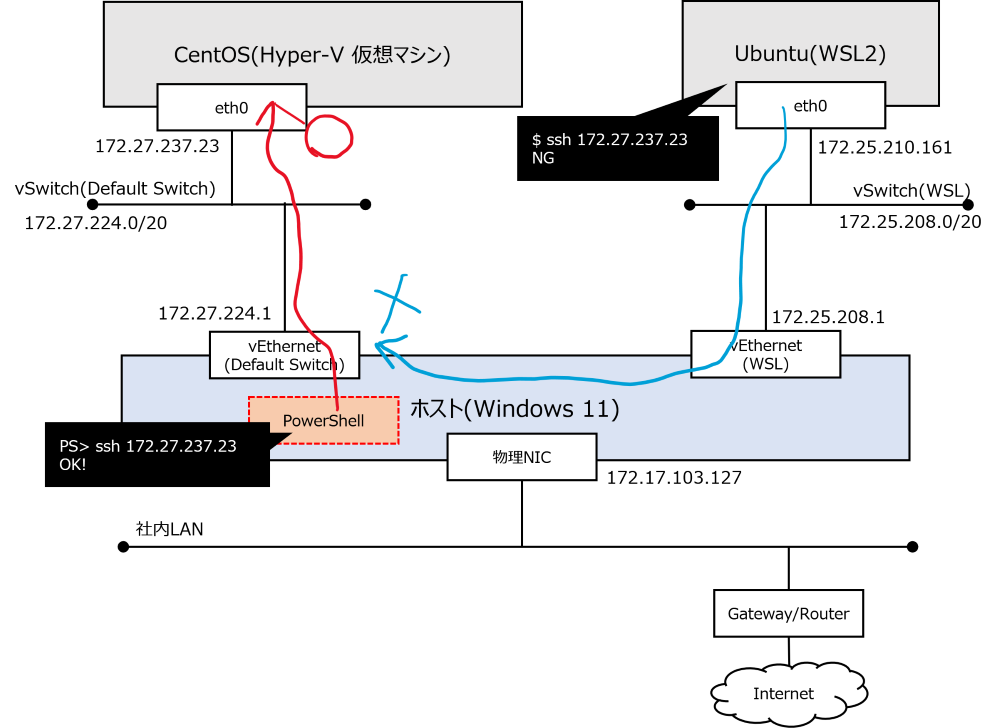 CentOS(Hyper-V 仮想マシン)
Ubuntu(WSL2)
eth0
eth0
$ ssh 172.27.237.23
NG
172.27.237.23
172.25.210.161
vSwitch(Default Switch)
vSwitch(WSL)
172.27.224.0/20
172.25.208.0/20
172.27.224.1
172.25.208.1
vEthernet
(Default Switch)
vEthernet
(WSL)
ホスト(Windows 11)
PowerShell
PS> ssh 172.27.237.23
OK!
物理NIC
172.17.103.127
社内LAN
Gateway/Router
Internet